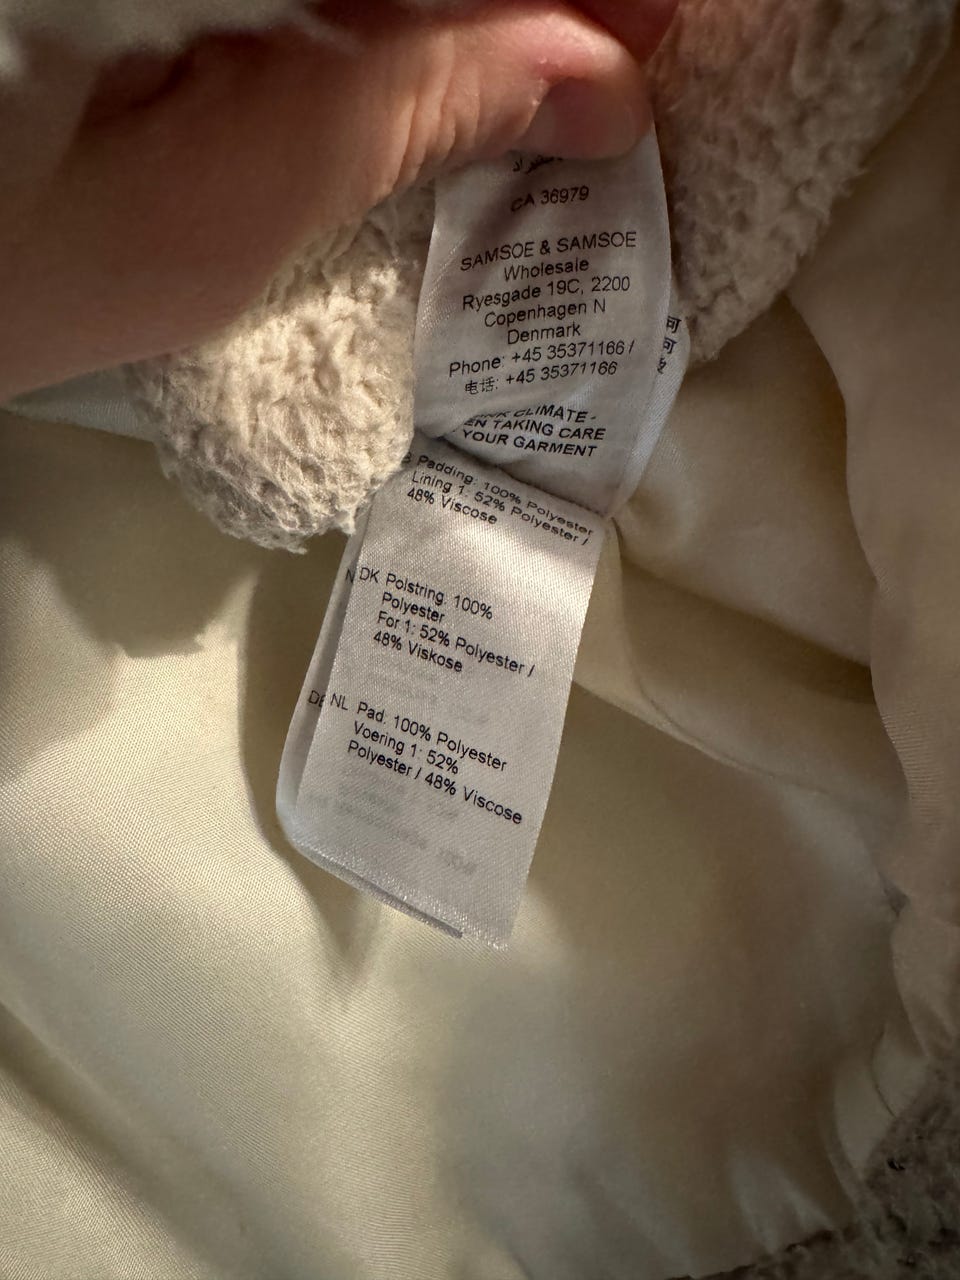 CA 36979
SAMSOE & SAMSOE
Wholesale
Ryesgade 19C, 2200
Copenhagen N
Denmark
Phone: +45 35371166 /
电话: +45 35371166
CLIMATE-
TAKING CARE
YOUR GARMENT
Padding: 100% Polyester
Lining 1: 52% Polyester /
48% Viscose
DK Polstring: 100%
Polyester
For 1: 52% Polyester /
48% Viskose
NL Pad: 100% Polyester
Voering 1: 52%
Polyester / 48% Viscose